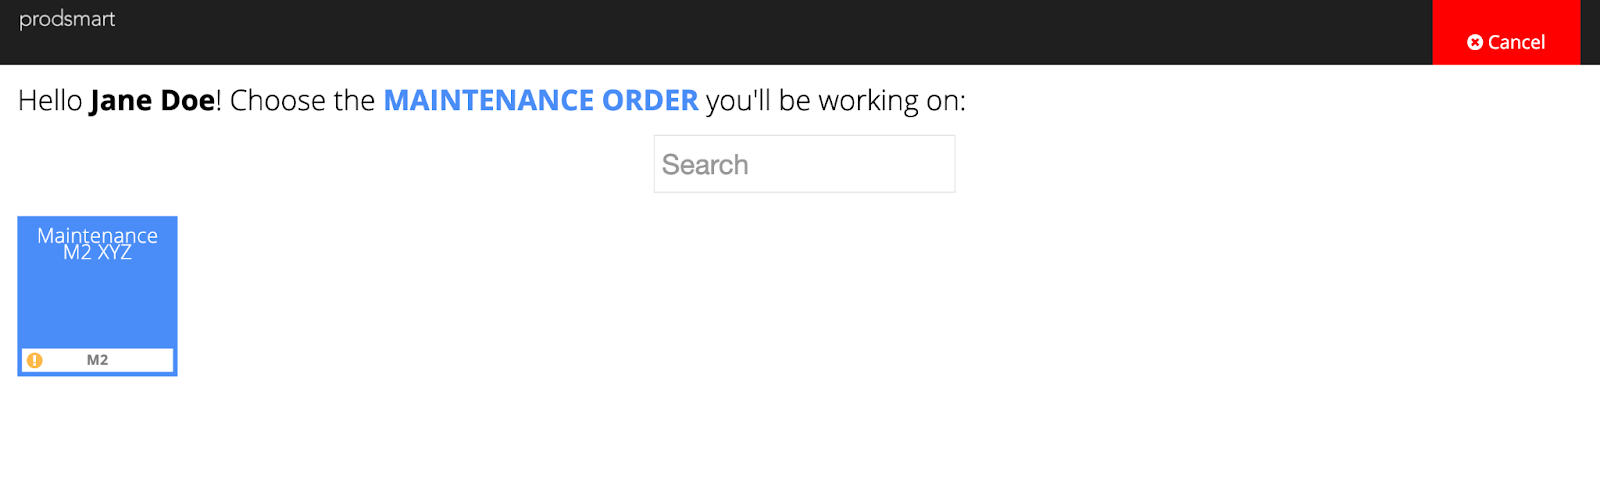 prodsmart
Cancel
Hello Jane Doe! Choose the MAINTENANCE ORDER you'll be working on:
Search
Maintenance
M2 XYZ
M2